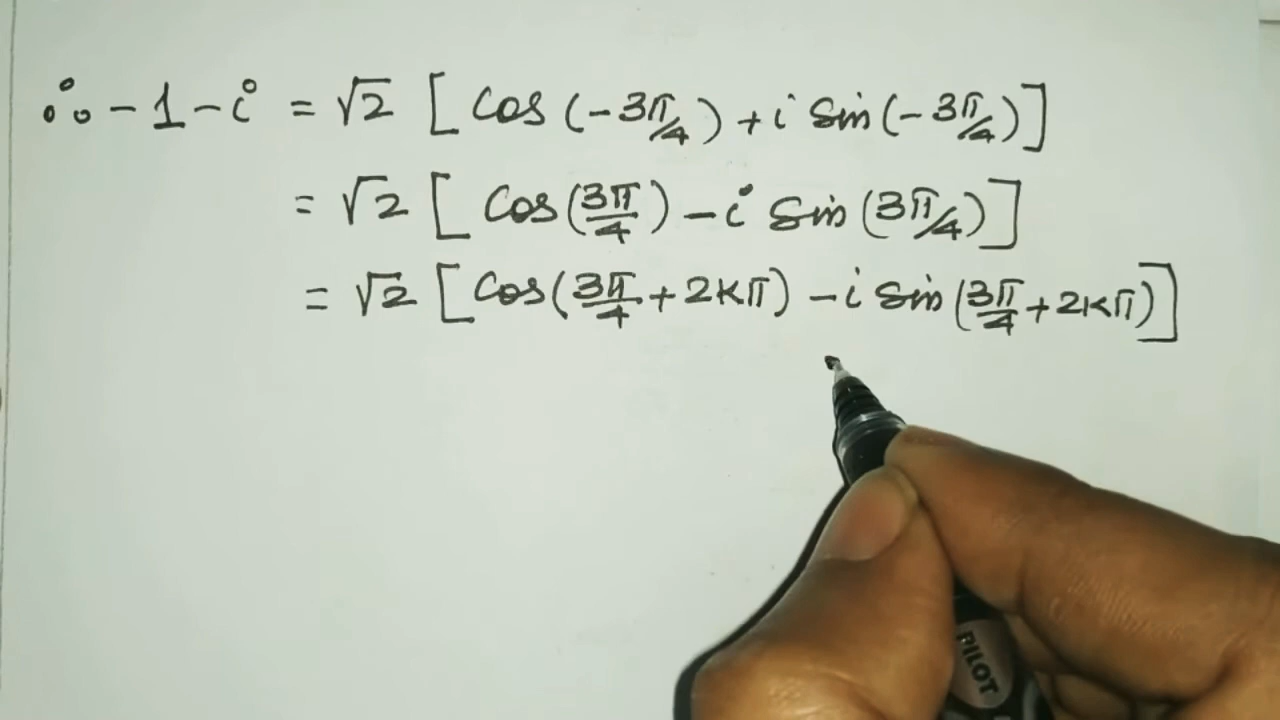 ∴ -1-i = √2 [cos(-3π/4) + i sin(-3π/4)]
= √2 [cos(3π/4) - i sin(3π/4)]
= √2 [cos(3π/4 + 2kπ) - i sin(3π/4 + 2kπ)]
PILOT